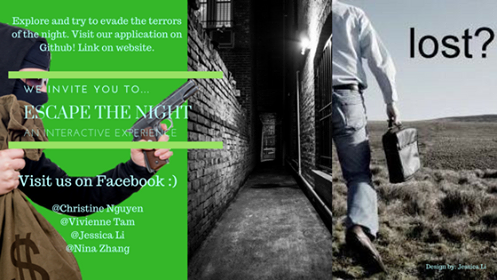 Explore and try to evade the terrors
of the night. Visit our application on
Github! Link on website.
WE INVITE YOU TO...
ESCAPE THE NIGHT
AN INTERACTIVE EXPERIENCE
Visit us on Facebook :)
@Christine Nguyen
@Vivienne Tam
@Jessica Li
@Nina Zhang
$
lost?
Design by: Jessica Li